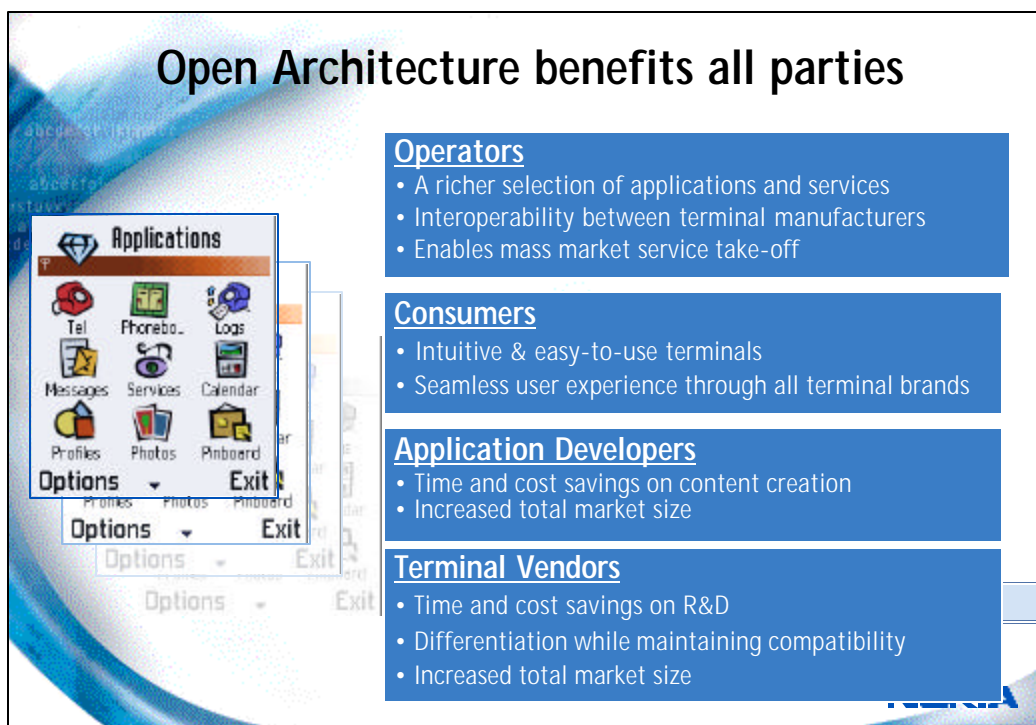 Open Architecture benefits all parties
Operators
• A richer selection of applications and services
• Interoperability between terminal manufacturers
• Enables mass market service take-off
Consumers
• Intuitive & easy-to-use terminals
• Seamless user experience through all terminal brands
Application Developers
• Time and cost savings on content creation
• Increased total market size
Terminal Vendors
• Time and cost savings on R&D
• Differentiation while maintaining compatibility
• Increased total market size
Applications
Tel Phonebo.. Logs
Messages Services Calendar
Profiles Photos Pinboard
Options Exit
Profiles Photos Pinboard
Options Exit
Options Exit
Options Exit
NOKIA